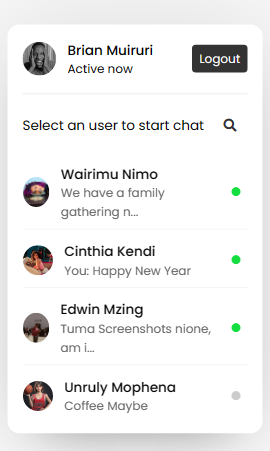 Brian Muiruri
Active now
Logout
Select an user to start chat
Wairimu Nimo
We have a family
gathering n...
Cinthia Kendi
You: Happy New Year
Edwin Mzing
Tuma Screenshots nione,
am i...
Unruly Mophena
Coffee Maybe